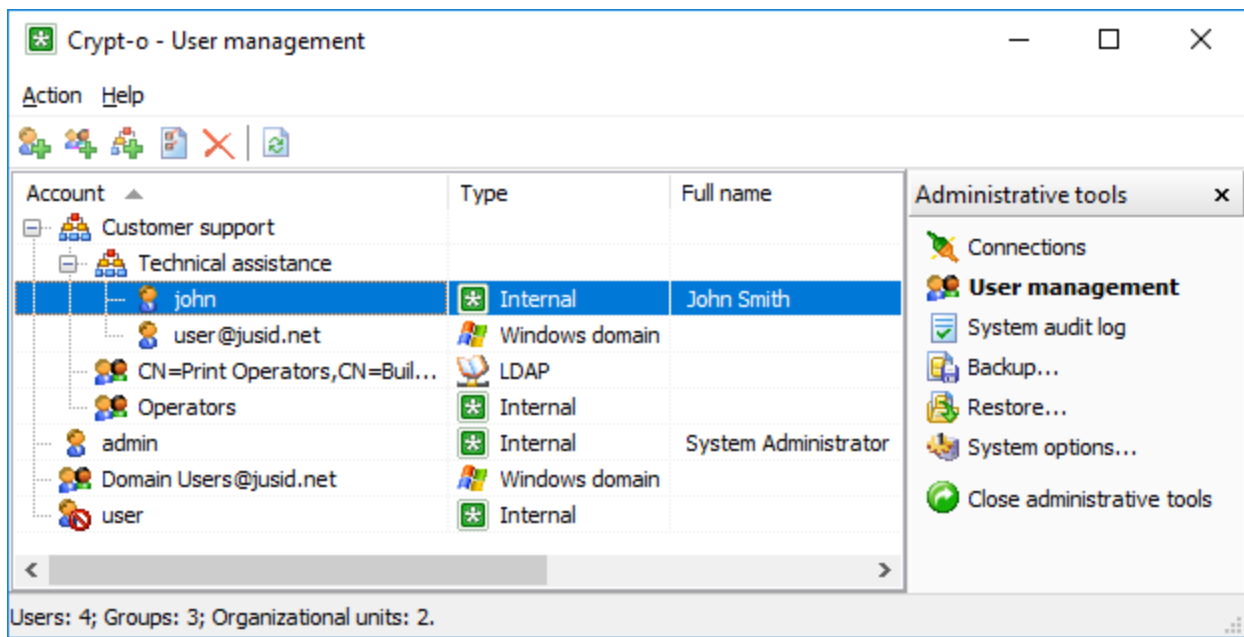 Crypt-o - User management
Action Help
Account Type Full name
Customer support
Technical assistance
john Internal John Smith
user@jusid.net Windows domain
CN=Print Operators,CN=Buil... LDAP
Operators Internal
admin Internal System Administrator
Domain Users@jusid.net Windows domain
user Internal
Administrative tools
Connections
User management
System audit log
Backup...
Restore...
System options...
Close administrative tools
Users: 4; Groups: 3; Organizational units: 2.